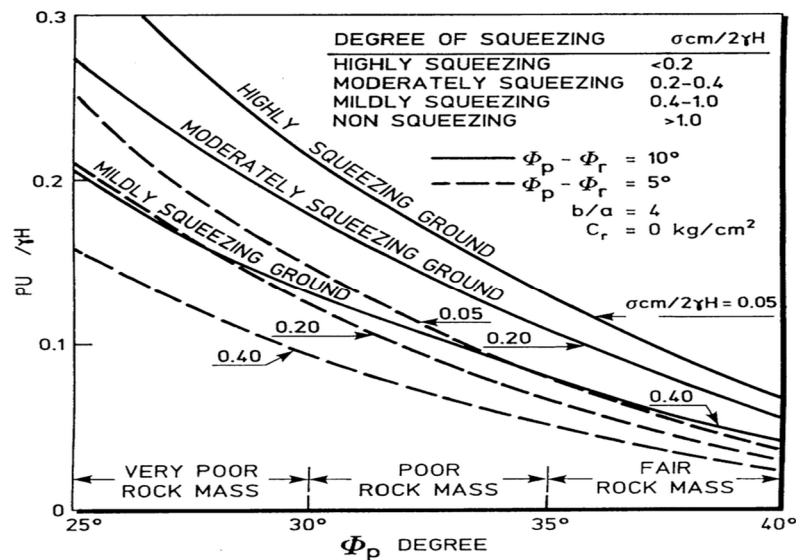 0.3
DEGREE OF SQUEEZING σcm/2γH
HIGHLY SQUEEZING <0.2
MODERATELY SQUEEZING 0.2-0.4
MILDLY SQUEEZING 0.4-1.0
NON SQUEEZING >1.0
Φp - Φr = 10°
Φp - Φr = 5°
b/a = 4
Cr = 0 kg/cm²
HIGHLY SQUEEZING GROUND
MODERATELY SQUEEZING GROUND
MILDLY SQUEEZING GROUND
0.2
PU /γH
σcm/2γH = 0.05
0.05
0.20
0.20
0.40
0.1
0.40
VERY POOR ROCK MASS
POOR ROCK MASS
FAIR ROCK MASS
0
25° 30° 35° 40°
Φp DEGREE